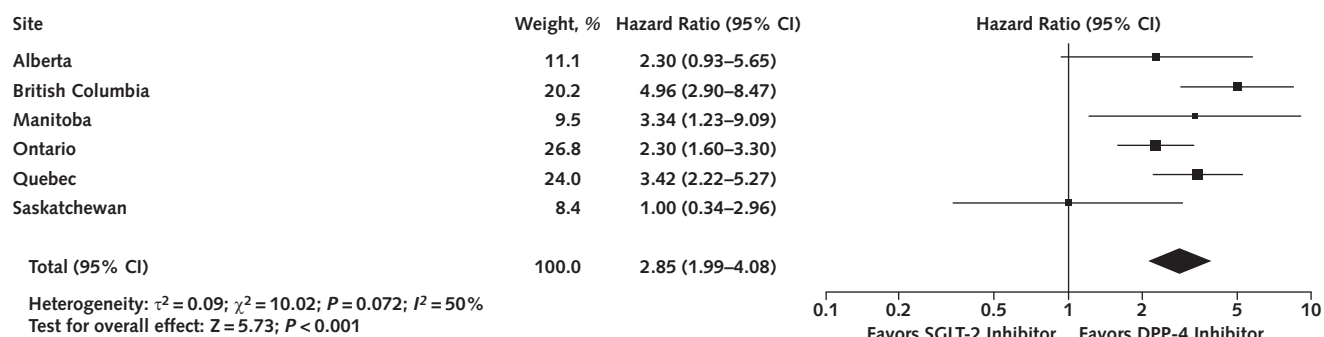 Site Weight, % Hazard Ratio (95% CI) Hazard Ratio (95% CI)
Alberta 11.1 2.30 (0.93–5.65)
British Columbia 20.2 4.96 (2.90–8.47)
Manitoba 9.5 3.34 (1.23–9.09)
Ontario 26.8 2.30 (1.60–3.30)
Quebec 24.0 3.42 (2.22–5.27)
Saskatchewan 8.4 1.00 (0.34–2.96)
Total (95% CI) 100.0 2.85 (1.99–4.08)
Heterogeneity: τ² = 0.09; χ² = 10.02; P = 0.072; I² = 50%
Test for overall effect: Z = 5.73; P < 0.001
0.1 0.2 0.5 1 2 5 10
Favors SGLT-2 Inhibitor Favors DPP-4 Inhibitor